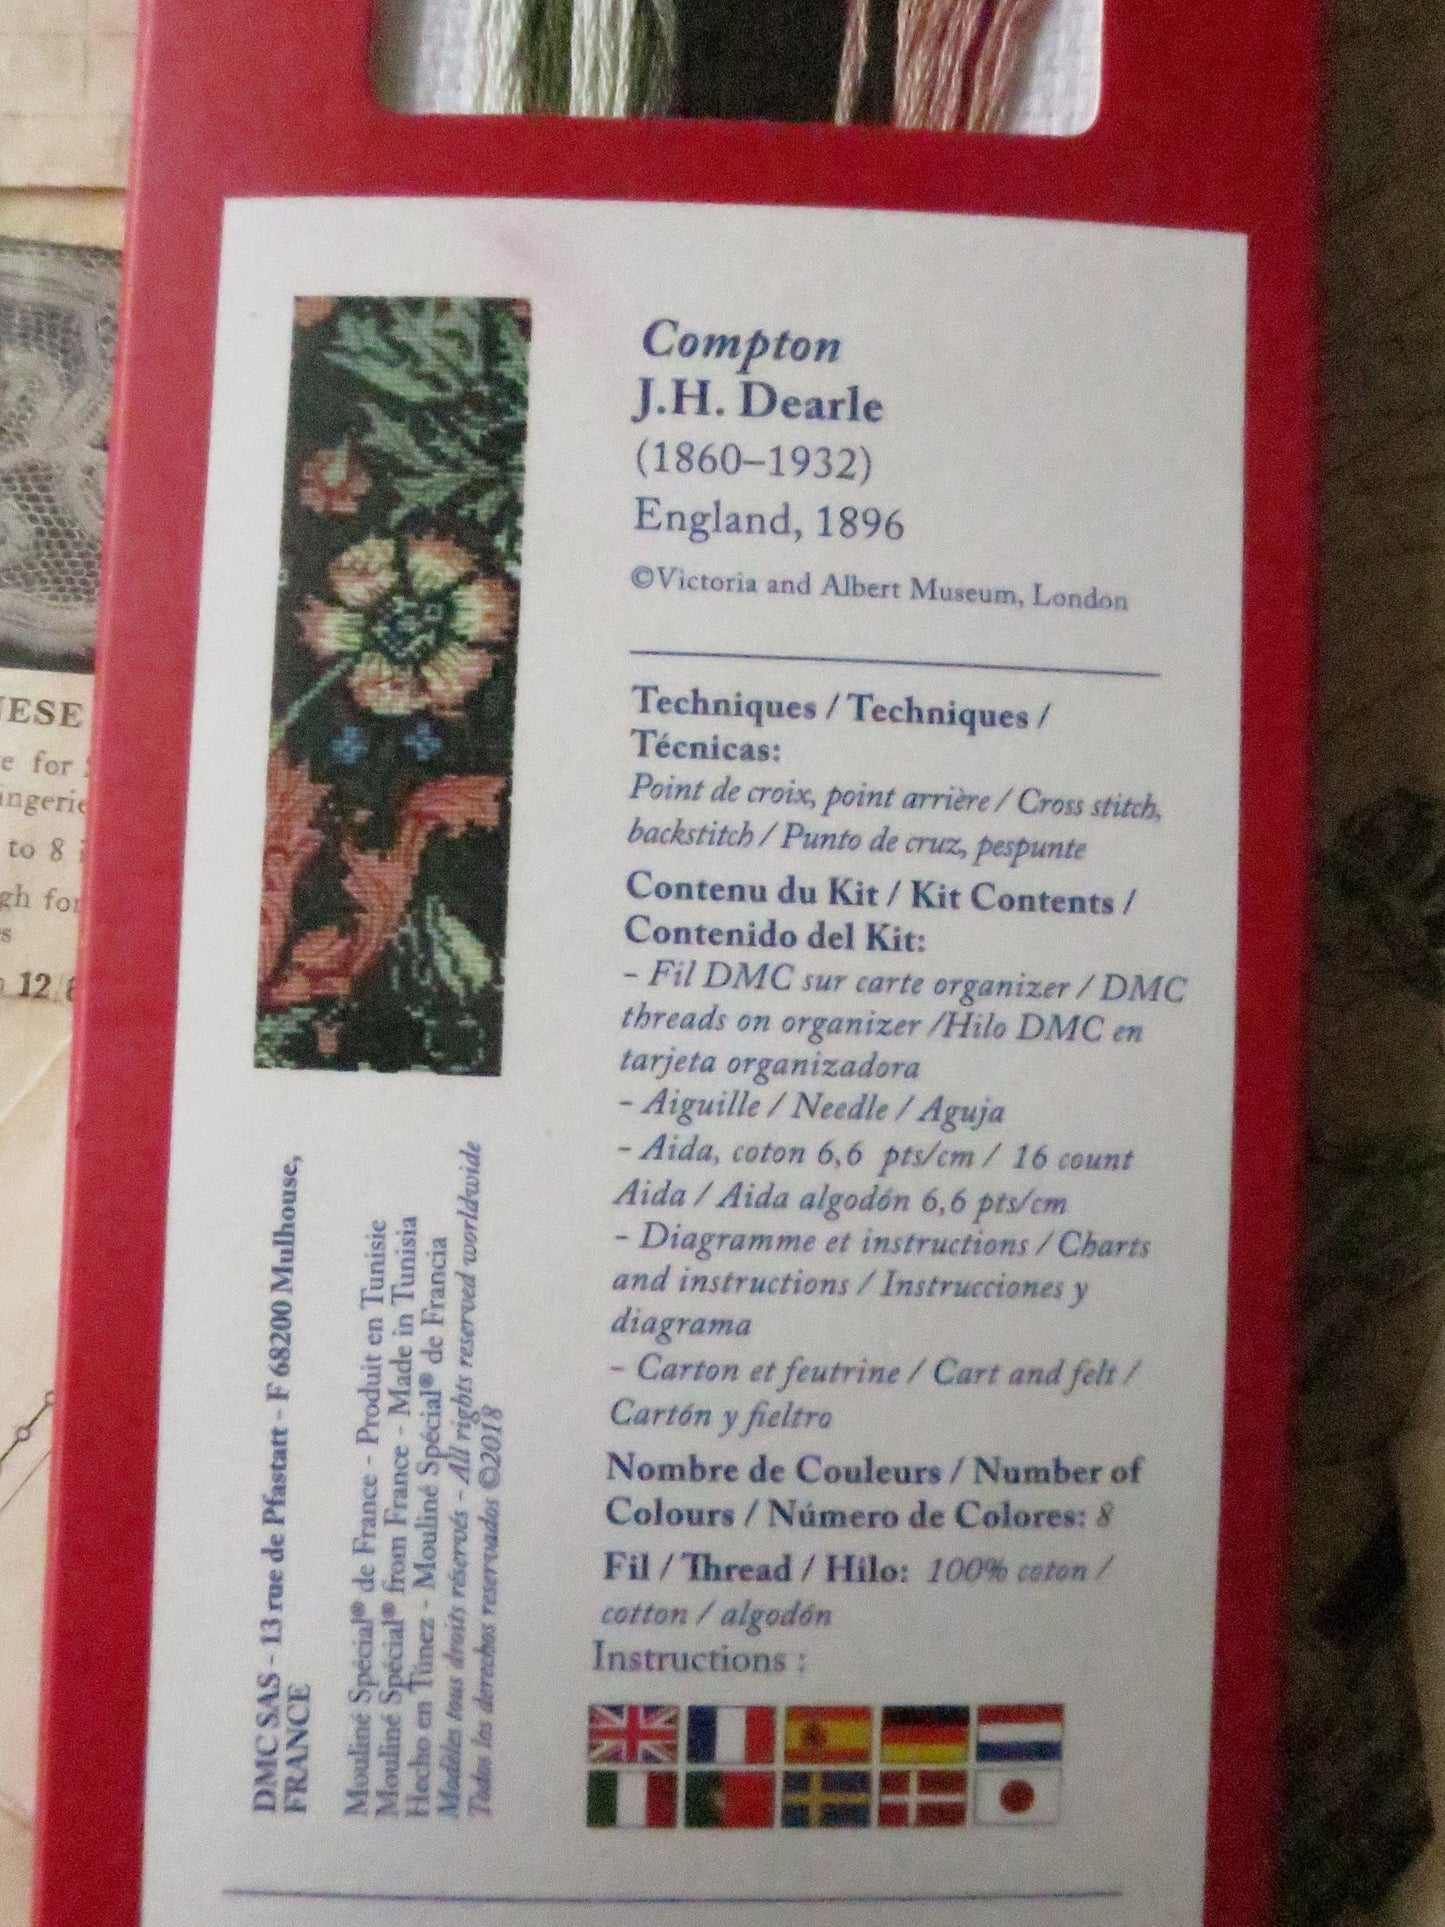 Compton
J.H. Dearle
(1860–1932)
England, 1896
©Victoria and Albert Museum, London
Techniques / Techniques /
Técnicas:
Point de croix, point arrière / Cross stitch,
backstitch / Punto de cruz, pespunte
Contenu du Kit / Kit Contents /
Contenido del Kit:
- Fil DMC sur carte organizer / DMC
threads on organizer /Hilo DMC en
tarjeta organizadora
- Aiguille / Needle / Aguja
- Aida, coton 6,6 pts/cm / 16 count
Aida / Aida algodón 6,6 pts/cm
- Diagramme et instructions / Charts
and instructions / Instrucciones y
diagrama
- Carton et feutrine / Cart and felt /
Cartón y fieltro
Nombre de Couleurs / Number of
Colours / Número de Colores: 8
Fil / Thread / Hilo: 100% coton /
cotton / algodón
Instructions :
DMC SAS - 13 rue de Pfastatt - F 68200 Mulhouse,
FRANCE
Mouliné Spécial® de France - Produit en Tunisie
Mouliné Spécial® from France - Made in Tunisia
Hecho en Túnez - Mouliné Spécial® de Francia
Modèles tous droits réservés - All rights reserved worldwide
Todos los derechos reservados ©2018
e for
to 8
gh for
12/